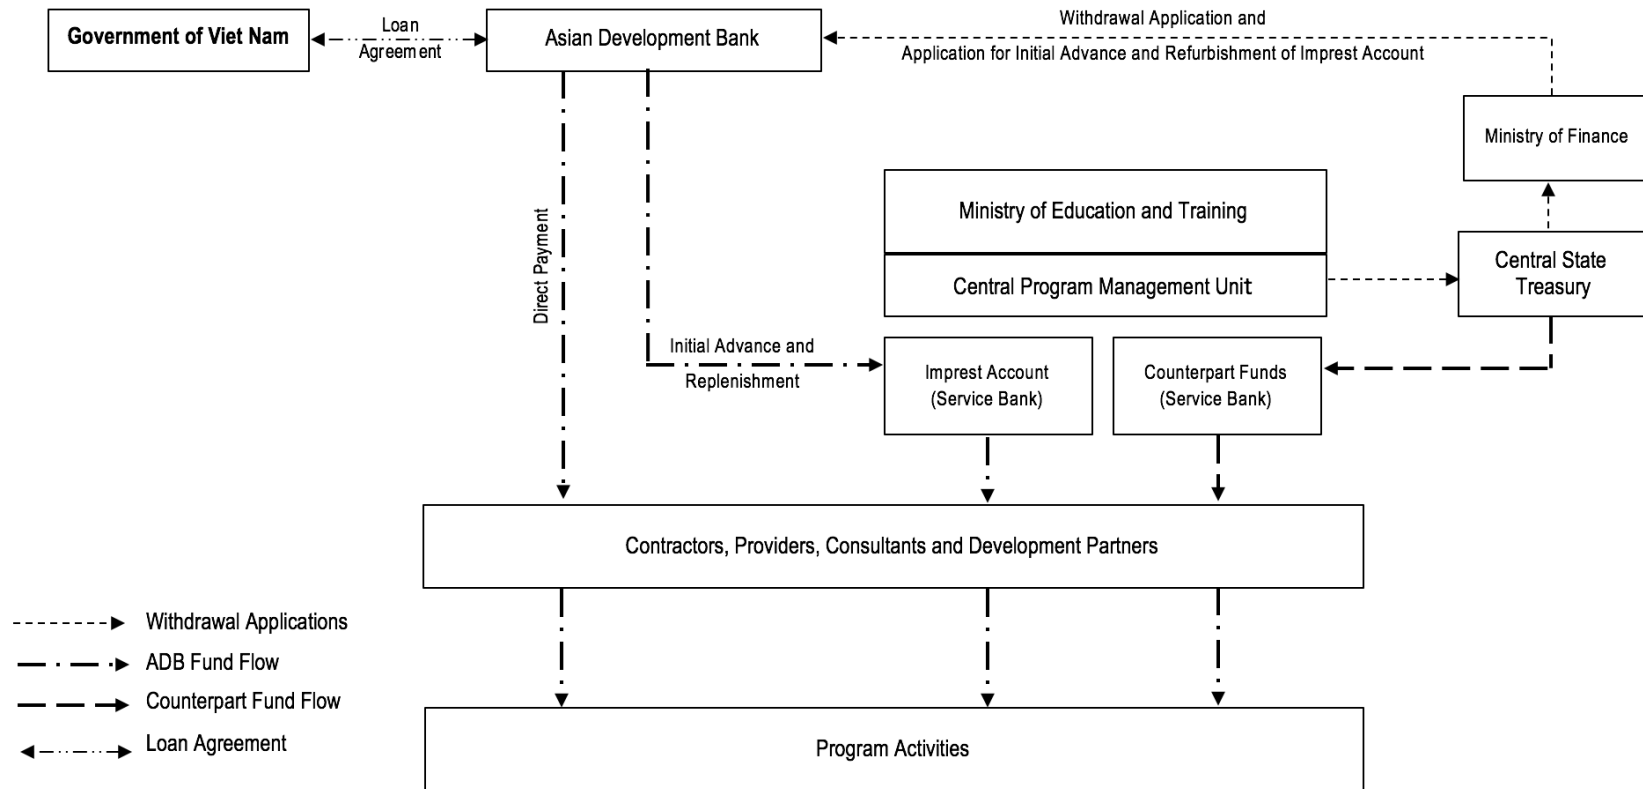 Government of Viet Nam
Loan
Agreement
Asian Development Bank
Withdrawal Application and
Application for Initial Advance and Refurbishment of Imprest Account
Ministry of Finance
Ministry of Education and Training
Central Program Management Unit
Central State
Treasury
Direct Payment
Initial Advance and
Replenishment
Imprest Account
(Service Bank)
Counterpart Funds
(Service Bank)
Contractors, Providers, Consultants and Development Partners
Withdrawal Applications
ADB Fund Flow
Counterpart Fund Flow
Loan Agreement
Program Activities